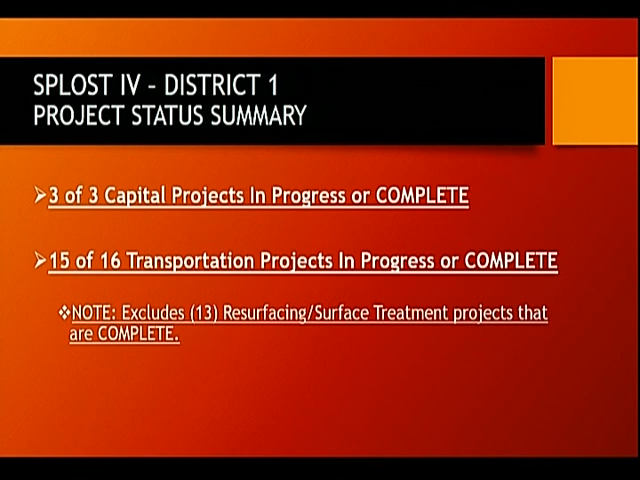 SPLOST IV – DISTRICT 1
PROJECT STATUS SUMMARY
➢3 of 3 Capital Projects In Progress or COMPLETE
➢15 of 16 Transportation Projects In Progress or COMPLETE
❖NOTE: Excludes (13) Resurfacing/Surface Treatment projects that
are COMPLETE.